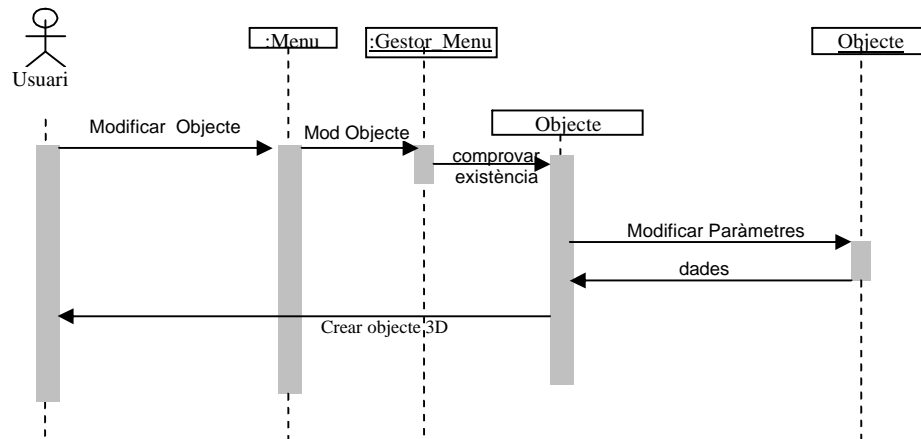 Usuari
:Menu
:Gestor_Menu
Objecte
Objecte
Modificar Objecte
Mod Objecte
comprovar
existència
Modificar Paràmetres
dades
Crear objecte 3D